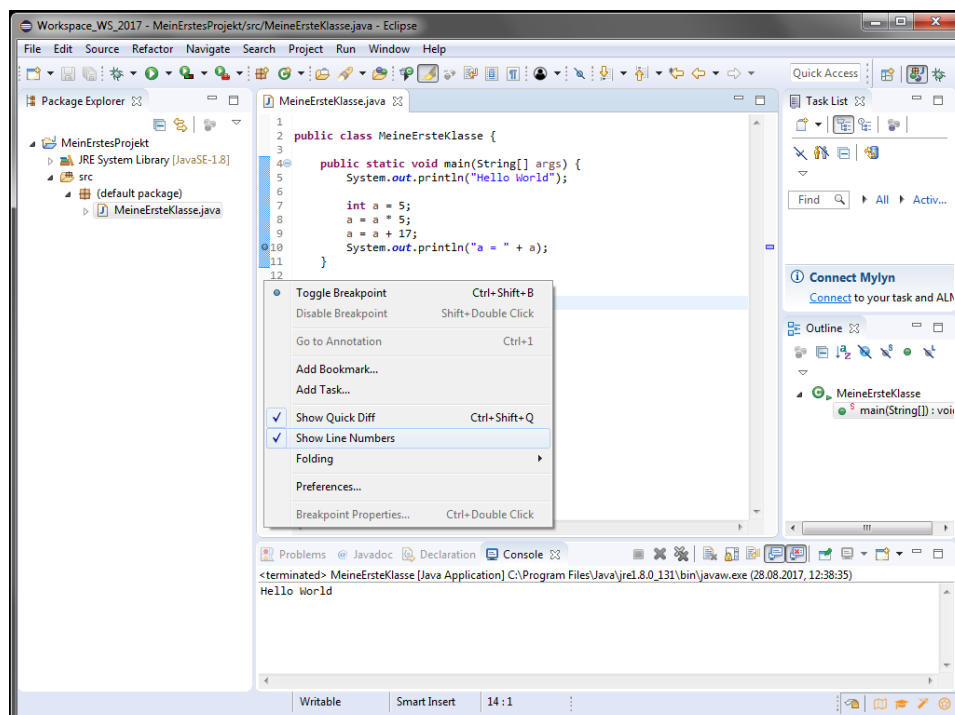 Workspace_WS_2017 - MeinErstesProjekt/src/MeineErsteKlasse.java - Eclipse
File Edit Source Refactor Navigate Search Project Run Window Help
Quick Access
Package Explorer
MeinErstesProjekt
JRE System Library [JavaSE-1.8]
src
(default package)
MeineErsteKlasse.java
MeineErsteKlasse.java
1
2 public class MeineErsteKlasse {
3
4 public static void main(String[] args) {
5 System.out.println("Hello World");
6
7 int a = 5;
8 a = a * 5;
9 a = a + 17;
10 System.out.println("a = " + a);
11 }
12
Toggle Breakpoint Ctrl+Shift+B
Disable Breakpoint Shift+Double Click
Go to Annotation Ctrl+1
Add Bookmark...
Add Task...
Show Quick Diff Ctrl+Shift+Q
Show Line Numbers
Folding
Preferences...
Breakpoint Properties... Ctrl+Double Click
Task List
Find All Activ...
Connect Mylyn
Connect to your task and ALM
Outline
MeineErsteKlasse
main(String[]) : void
Problems @ Javadoc Declaration Console
<terminated> MeineErsteKlasse [Java Application] C:\Program Files\Java\jre1.8.0_131\bin\javaw.exe (28.08.2017, 12:38:35)
Hello World
Writable Smart Insert 14 : 1